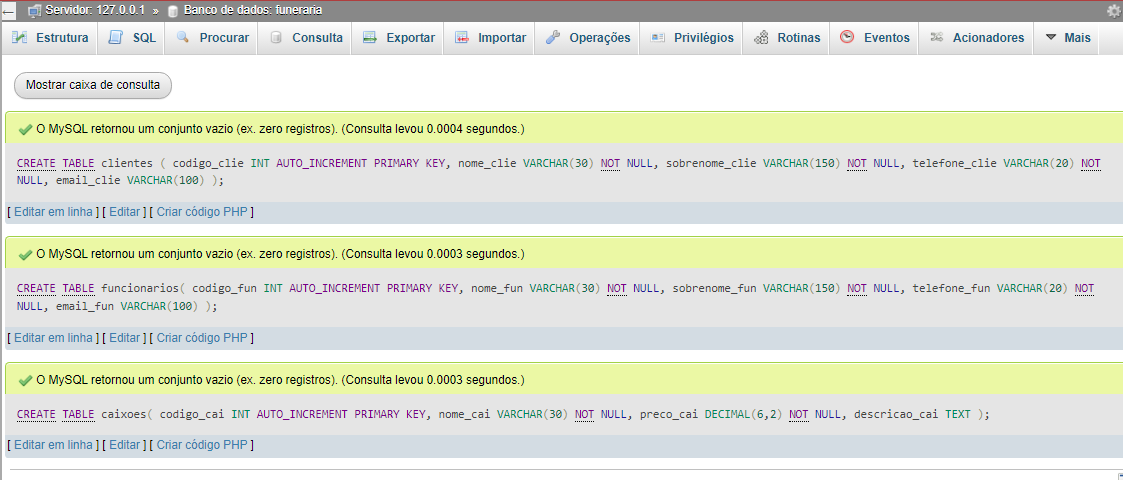 Servidor: 127.0.0.1 » Banco de dados: funeraria
Estrutura SQL Procurar Consulta Exportar Importar Operações Privilégios Rotinas Eventos Acionadores Mais
Mostrar caixa de consulta
O MySQL retornou um conjunto vazio (ex. zero registros). (Consulta levou 0.0004 segundos.)
CREATE TABLE clientes ( codigo_clie INT AUTO_INCREMENT PRIMARY KEY, nome_clie VARCHAR(30) NOT NULL, sobrenome_clie VARCHAR(150) NOT NULL, telefone_clie VARCHAR(20) NOT
NULL, email_clie VARCHAR(100) );
[ Editar em linha ] [ Editar ] [ Criar código PHP ]
O MySQL retornou um conjunto vazio (ex. zero registros). (Consulta levou 0.0003 segundos.)
CREATE TABLE funcionarios( codigo_fun INT AUTO_INCREMENT PRIMARY KEY, nome_fun VARCHAR(30) NOT NULL, sobrenome_fun VARCHAR(150) NOT NULL, telefone_fun VARCHAR(20) NOT
NULL, email_fun VARCHAR(100) );
[ Editar em linha ] [ Editar ] [ Criar código PHP ]
O MySQL retornou um conjunto vazio (ex. zero registros). (Consulta levou 0.0003 segundos.)
CREATE TABLE caixoes( codigo_cai INT AUTO_INCREMENT PRIMARY KEY, nome_cai VARCHAR(30) NOT NULL, preco_cai DECIMAL(6,2) NOT NULL, descricao_cai TEXT );
[ Editar em linha ] [ Editar ] [ Criar código PHP ]